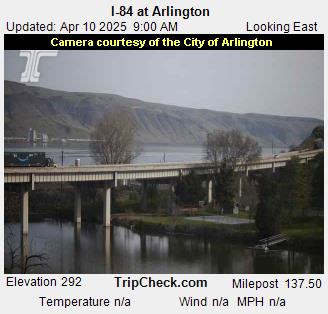 I-84 at Arlington
Updated: Apr 10 2025 9:00 AM Looking East
Camera courtesy of the City of Arlington
Elevation 292 TripCheck.com Milepost 137.50
Temperature n/a Wind n/a MPH n/a